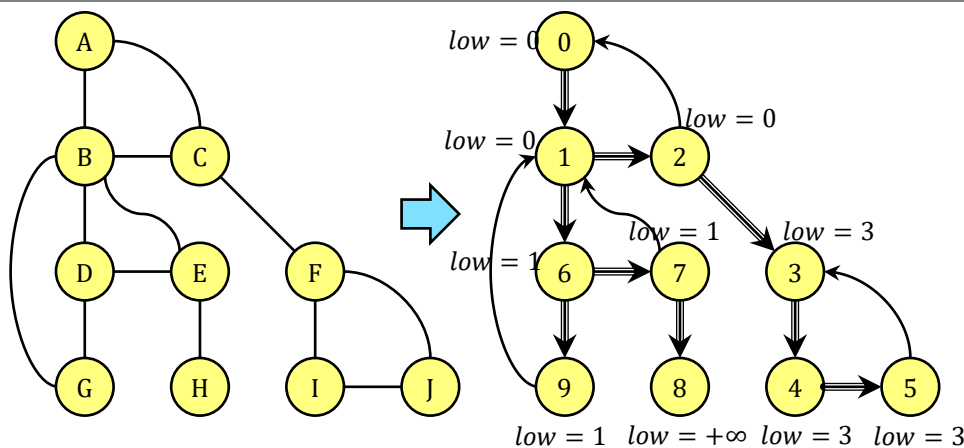 A
B
C
D
E
F
G
H
I
J
low = 0
0
low = 0
1
2
low = 0
low = 1
6
low = 1
7
low = 3
3
9
8
4
5
low = 1
low = +∞
low = 3
low = 3